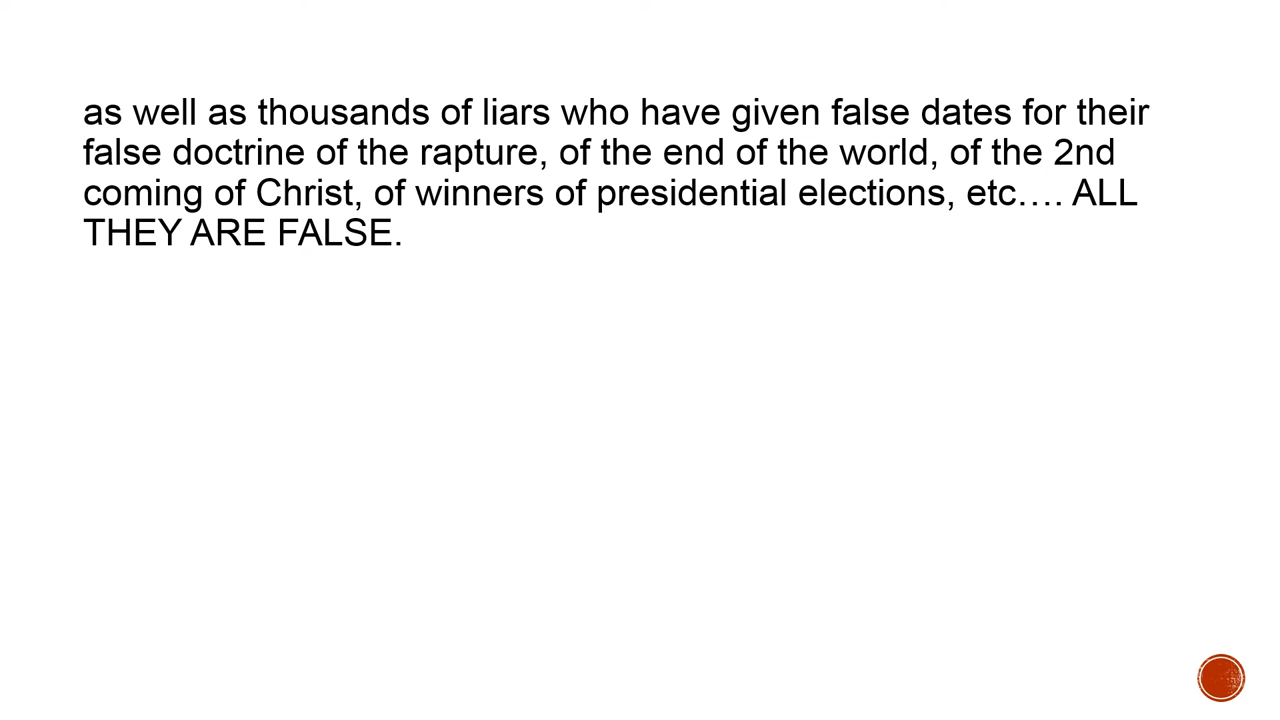 as well as thousands of liars who have given false dates for their
false doctrine of the rapture, of the end of the world, of the 2nd
coming of Christ, of winners of presidential elections, etc…. ALL
THEY ARE FALSE.